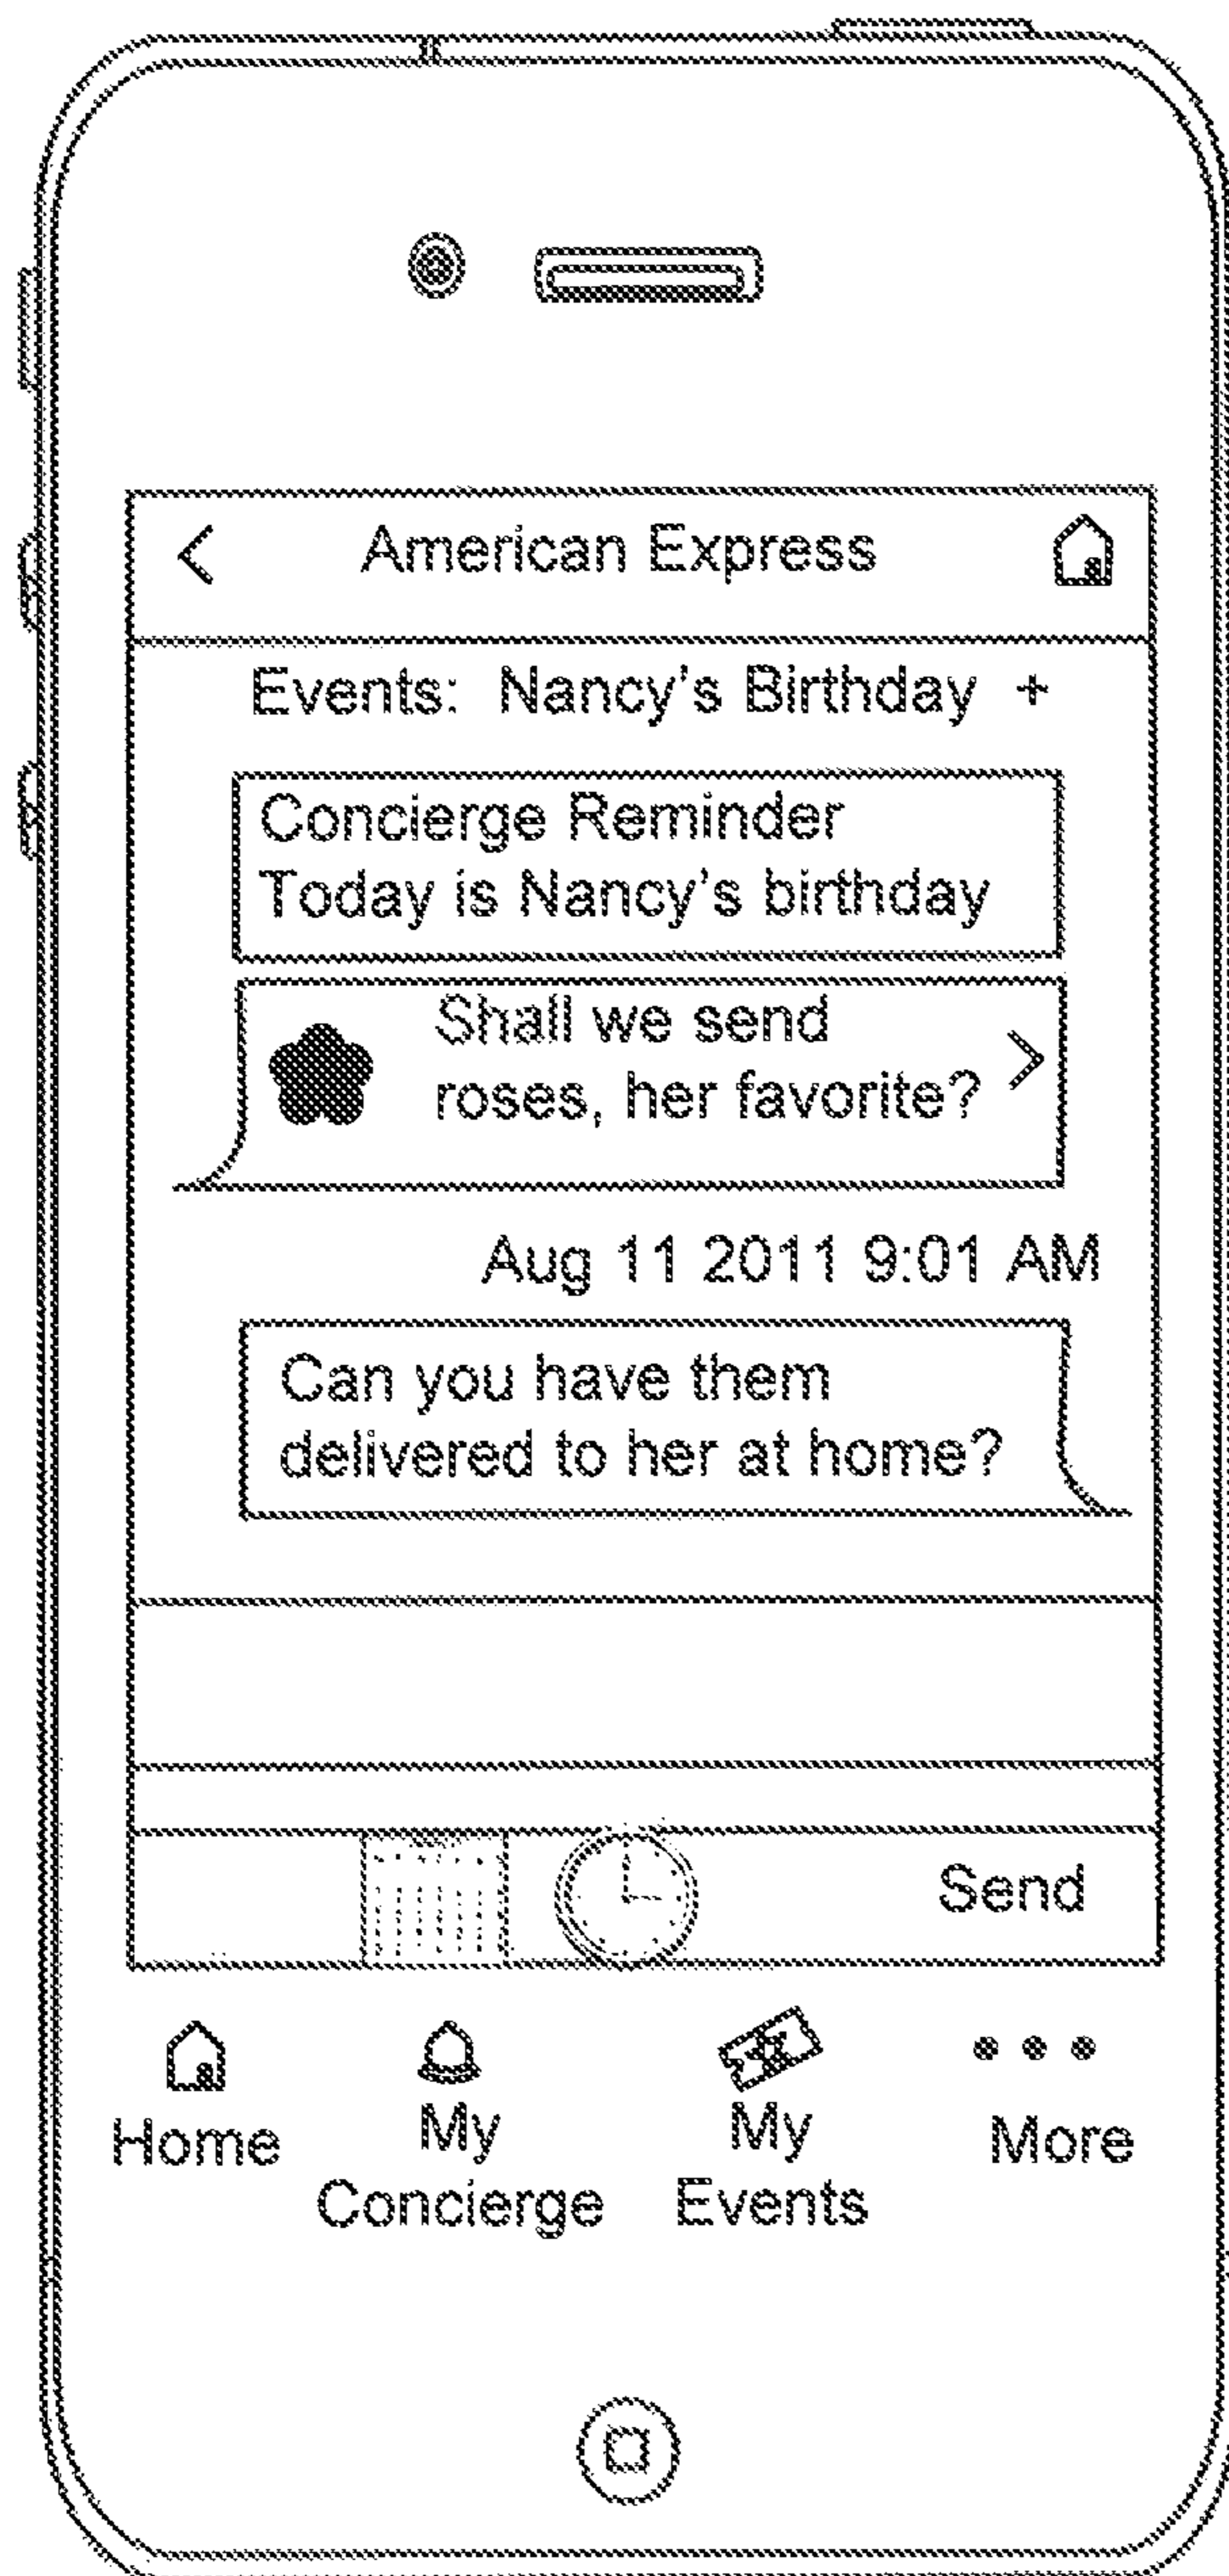 American Express
Events: Nancy's Birthday +
Concierge Reminder
Today is Nancy's birthday
Shall we send
roses, her favorite?
Aug 11 2011 9:01 AM
Can you have them
delivered to her at home?
Send
Home
My
Concierge
My
Events
More